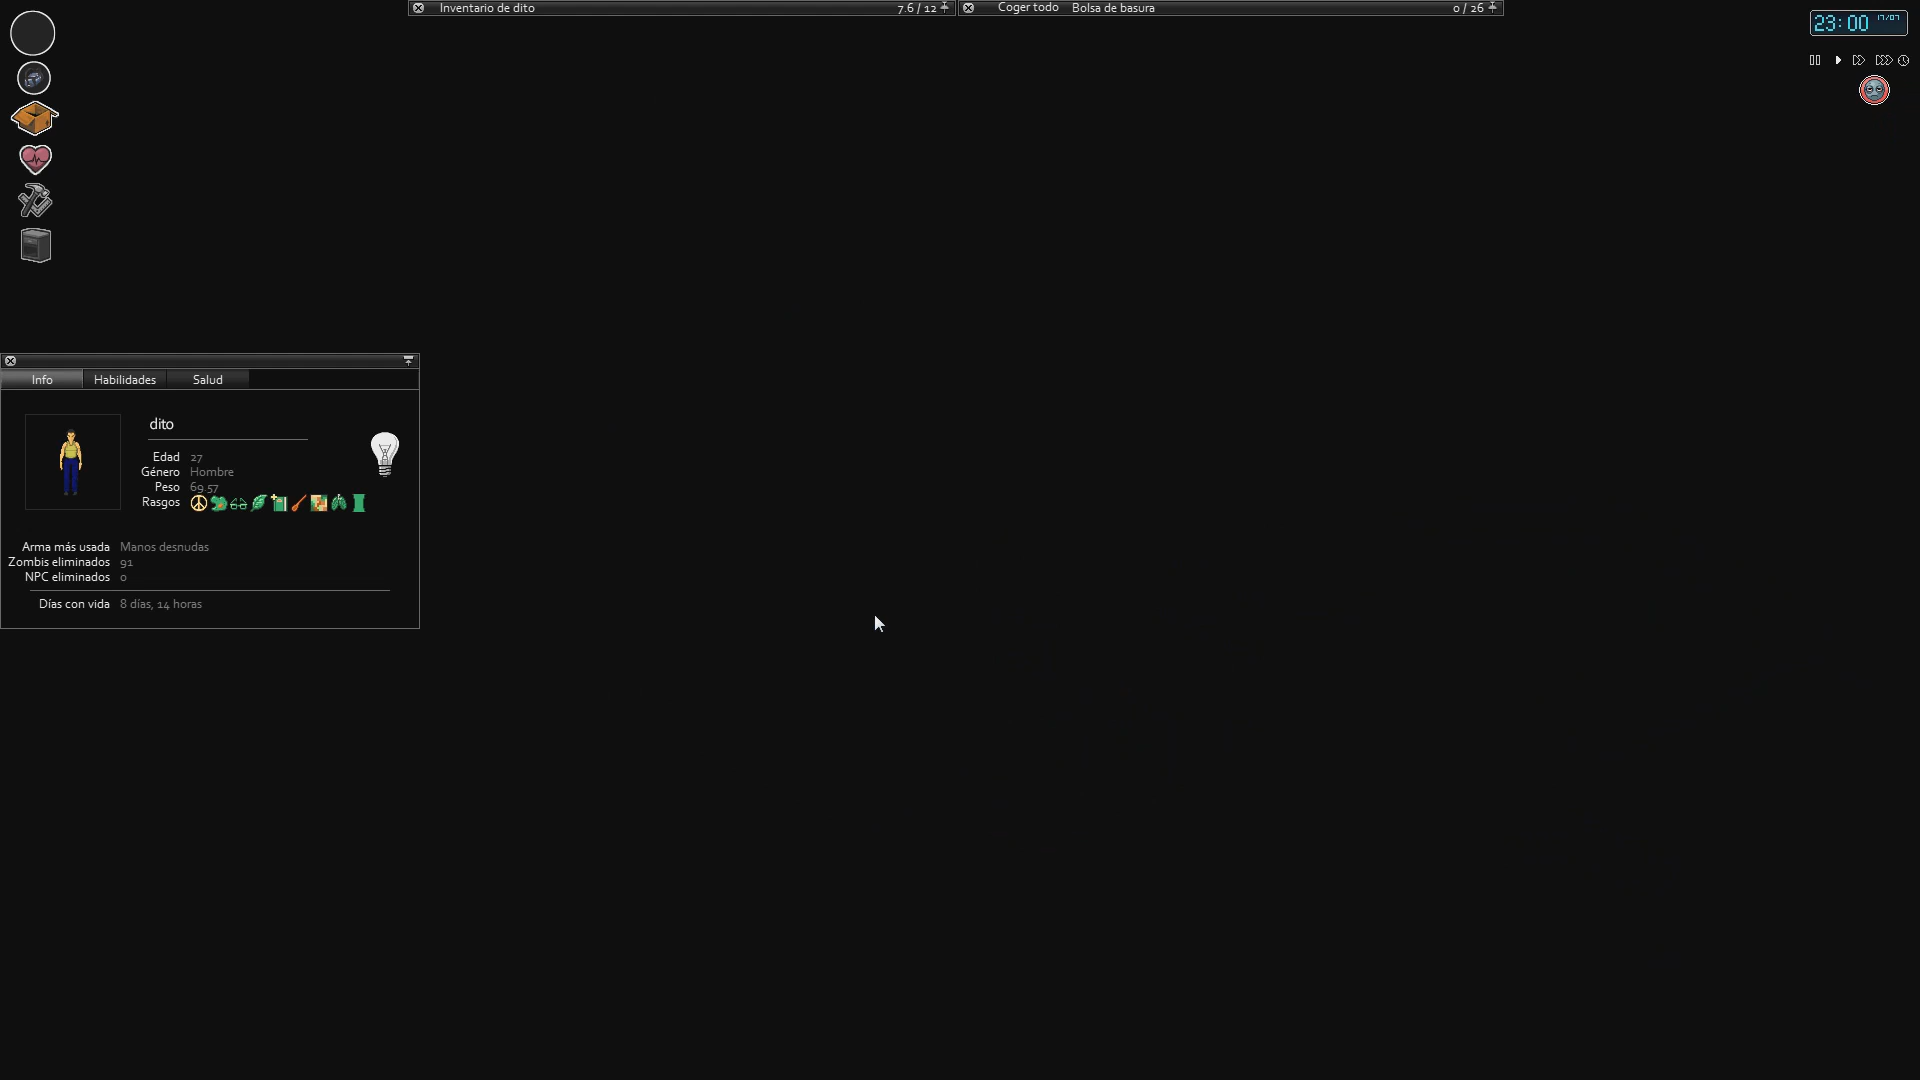 Inventario de dito 7.6 / 12
Coger todo Bolsa de basura 0 / 26
23:00 17/07
Info Habilidades Salud
dito
Edad 27
Género Hombre
Peso 69.57
Rasgos
Arma más usada Manos desnudas
Zombis eliminados 91
NPC eliminados 0
Días con vida 8 días, 14 horas